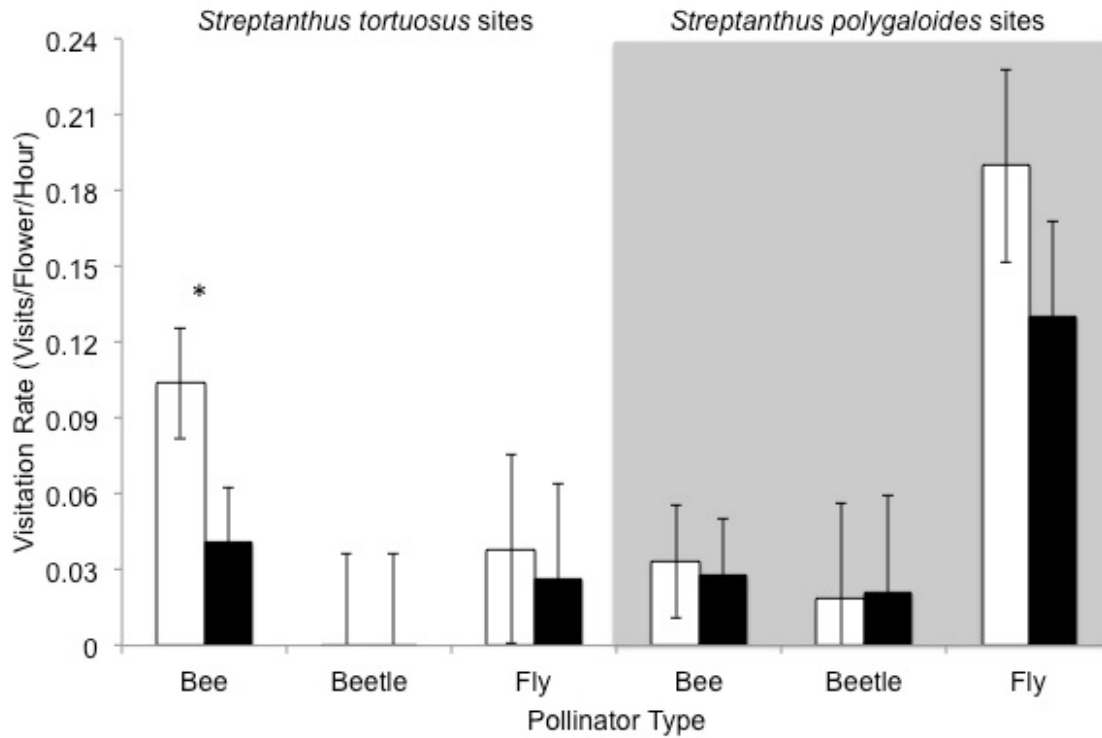 Streptanthus tortuosus sites
Streptanthus polygaloides sites
Visitation Rate (Visits/Flower/Hour)
0.24
0.21
0.18
0.15
0.12
0.09
0.06
0.03
0
*
Bee Beetle Fly Bee Beetle Fly
Pollinator Type